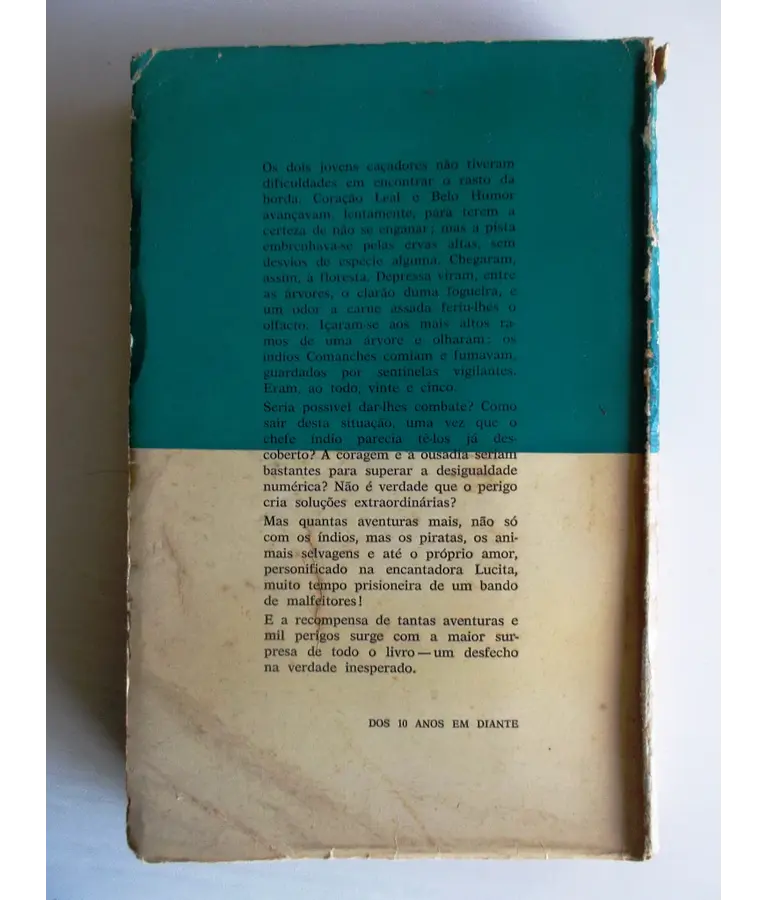 Os dois jovens caçadores não tiveram
dificuldades em encontrar o rasto da
horda. Coração Leal e Belo Humor
avançavam, lentamente, para terem a
certeza de não se enganar; mas a pista
embrenhava-se pelas ervas altas, sem
desvios de espécie alguma. Chegaram,
assim, à floresta. Depressa viram, entre
as árvores, o clarão duma fogueira, e
um odor a carne assada feriu-lhes o
olfacto. Içaram-se aos mais altos ra-
mos de uma árvore e olharam: os
índios Comanches comiam e fumavam,
guardados por sentinelas vigilantes.
Eram, ao todo, vinte e cinco.
Seria possível dar-lhes combate? Como
sair desta situação, uma vez que o
chefe índio parecia tê-los já des-
coberto? A coragem e a ousadia seriam
bastantes para superar a desigualdade
numérica? Não é verdade que o perigo
cria soluções extraordinárias?
Mas quantas aventuras mais, não só
com os índios, mas os piratas, os ani-
mais selvagens e até o próprio amor,
personificado na encantadora Lucita,
muito tempo prisioneira de um bando
de malfeitores!
E a recompensa de tantas aventuras e
mil perigos surge com a maior sur-
presa de todo o livro — um desfecho
na verdade inesperado.
DOS 10 ANOS EM DIANTE